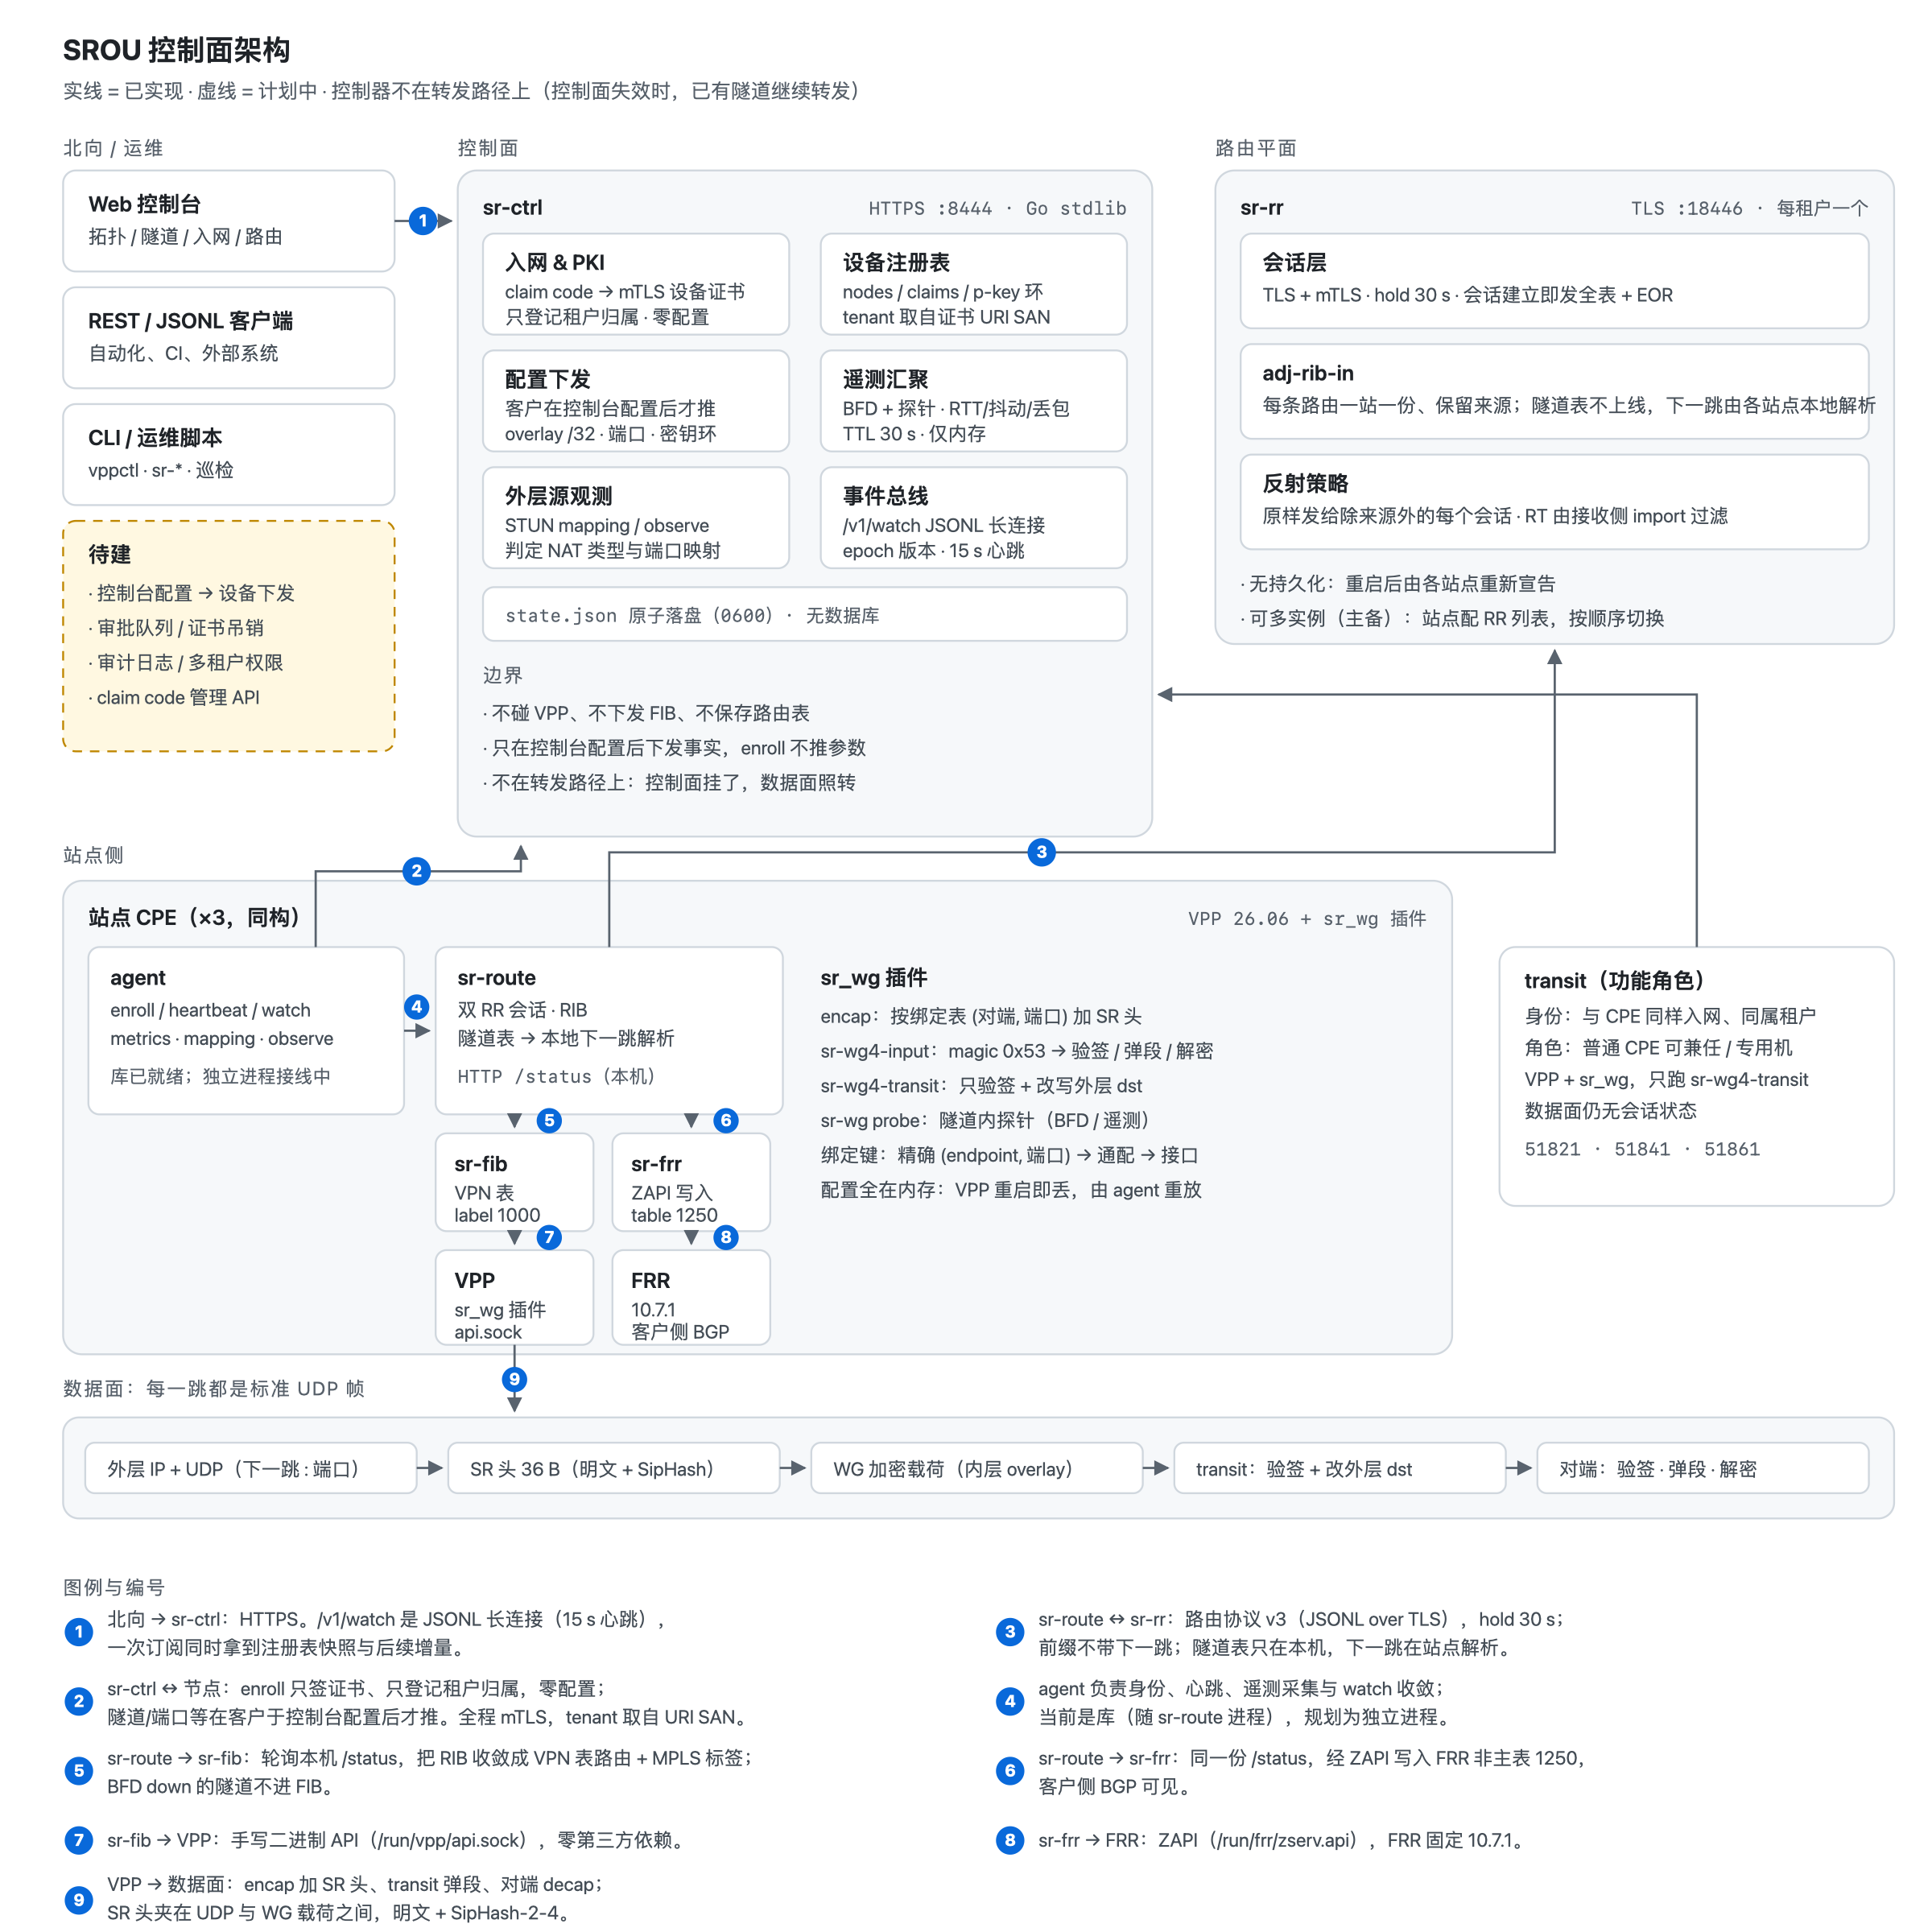 SROU 控制面架构
实线 = 已实现 · 虚线 = 计划中 · 控制器不在转发路径上（控制面失效时，已有隧道继续转发）
北向 / 运维
Web 控制台
拓扑 / 隧道 / 入网 / 路由
REST / JSONL 客户端
自动化、CI、外部系统
CLI / 运维脚本
vppctl · sr-* · 巡检
待建
· 控制台配置 → 设备下发
· 审批队列 / 证书吊销
· 审计日志 / 多租户权限
· claim code 管理 API
1
控制面
sr-ctrl
HTTPS :8444 · Go stdlib
入网 & PKI
claim code → mTLS 设备证书
只登记租户归属 · 零配置
设备注册表
nodes / claims / p-key 环
tenant 取自证书 URI SAN
配置下发
客户在控制台配置后才推
overlay /32 · 端口 · 密钥环
遥测汇聚
BFD + 探针 · RTT/抖动/丢包
TTL 30 s · 仅内存
外层源观测
STUN mapping / observe
判定 NAT 类型与端口映射
事件总线
/v1/watch JSONL 长连接
epoch 版本 · 15 s 心跳
state.json 原子落盘（0600） · 无数据库
边界
· 不碰 VPP、不下发 FIB、不保存路由表
· 只在控制台配置后下发事实，enroll 不推参数
· 不在转发路径上：控制面挂了，数据面照转
路由平面
sr-rr
TLS :18446 · 每租户一个
会话层
TLS + mTLS · hold 30 s · 会话建立即发全表 + EOR
adj-rib-in
每条路由一站一份、保留来源；隧道表不上线，下一跳由各站点本地解析
反射策略
原样发给除来源外的每个会话 · RT 由接收侧 import 过滤
· 无持久化：重启后由各站点重新宣告
· 可多实例（主备）：站点配 RR 列表，按顺序切换
站点侧
2
3
站点 CPE（×3，同构）
VPP 26.06 + sr_wg 插件
agent
enroll / heartbeat / watch
metrics · mapping · observe
库已就绪；独立进程接线中
4
sr-route
双 RR 会话 · RIB
隧道表 → 本地下一跳解析
HTTP /status（本机）
5
6
sr-fib
VPN 表
label 1000
sr-frr
ZAPI 写入
table 1250
7
8
VPP
sr_wg 插件
api.sock
FRR
10.7.1
客户侧 BGP
sr_wg 插件
encap：按绑定表 (对端, 端口) 加 SR 头
sr-wg4-input：magic 0x53 → 验签 / 弹段 / 解密
sr-wg4-transit：只验签 + 改写外层 dst
sr-wg probe：隧道内探针（BFD / 遥测）
绑定键：精确 (endpoint, 端口) → 通配 → 接口
配置全在内存：VPP 重启即丢，由 agent 重放
transit（功能角色）
身份：与 CPE 同样入网、同属租户
角色：普通 CPE 可兼任 / 专用机
VPP + sr_wg，只跑 sr-wg4-transit
数据面仍无会话状态
51821 · 51841 · 51861
9
数据面：每一跳都是标准 UDP 帧
外层 IP + UDP（下一跳 : 端口）
SR 头 36 B（明文 + SipHash）
WG 加密载荷（内层 overlay）
transit：验签 + 改外层 dst
对端：验签 · 弹段 · 解密
图例与编号
1
北向 → sr-ctrl：HTTPS。/v1/watch 是 JSONL 长连接（15 s 心跳），
一次订阅同时拿到注册表快照与后续增量。
3
sr-route ↔ sr-rr：路由协议 v3（JSONL over TLS），hold 30 s；
前缀不带下一跳；隧道表只在本机，下一跳在站点解析。
2
sr-ctrl ↔ 节点：enroll 只签证书、只登记租户归属，零配置；
隧道/端口等在客户于控制台配置后才推。全程 mTLS，tenant 取自 URI SAN。
4
agent 负责身份、心跳、遥测采集与 watch 收敛；
当前是库（随 sr-route 进程），规划为独立进程。
5
sr-route → sr-fib：轮询本机 /status，把 RIB 收敛成 VPN 表路由 + MPLS 标签；
BFD down 的隧道不进 FIB。
6
sr-route → sr-frr：同一份 /status，经 ZAPI 写入 FRR 非主表 1250，
客户侧 BGP 可见。
7
sr-fib → VPP：手写二进制 API（/run/vpp/api.sock），零第三方依赖。
8
sr-frr → FRR：ZAPI（/run/frr/zserv.api），FRR 固定 10.7.1。
9
VPP → 数据面：encap 加 SR 头、transit 弹段、对端 decap；
SR 头夹在 UDP 与 WG 载荷之间，明文 + SipHash-2-4。